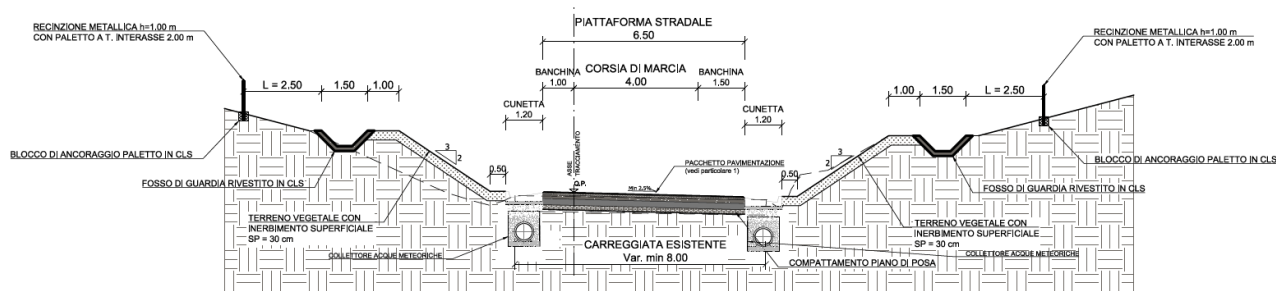 PIATTAFORMA STRADALE
6.50
RECINZIONE METALLICA h=1,00 m
CON PALETTO A T. INTERASSE 2.00 m
RECINZIONE METALLICA h=1,00 m
CON PALETTO A T. INTERASSE 2.00 m
BANCHINA
1.00
CORSIA DI MARCIA
4.00
BANCHINA
1.50
L = 2.50
1.50
1.00
1.00
1.50
L = 2.50
CUNETTA
1.20
CUNETTA
1.20
3
2
3
2
ASSE
TRACCIAMENTO
BLOCCO DI ANCORAGGIO PALETTO IN CLS
BLOCCO DI ANCORAGGIO PALETTO IN CLS
0.50
0.50
PACCHETTO PAVIMENTAZIONE
(vedi particolare 1)
P.P.
Min 2.5%
FOSSO DI GUARDIA RIVESTITO IN CLS
FOSSO DI GUARDIA RIVESTITO IN CLS
TERRENO VEGETALE CON
INERBIMENTO SUPERFICIALE
SP = 30 cm
TERRENO VEGETALE CON
INERBIMENTO SUPERFICIALE
SP = 30 cm
COLLETTORE ACQUE METEORICHE
CARREGGIATA ESISTENTE
Var. min 8.00
COLLETTORE ACQUE METEORICHE
COMPATTAMENTO PIANO DI POSA